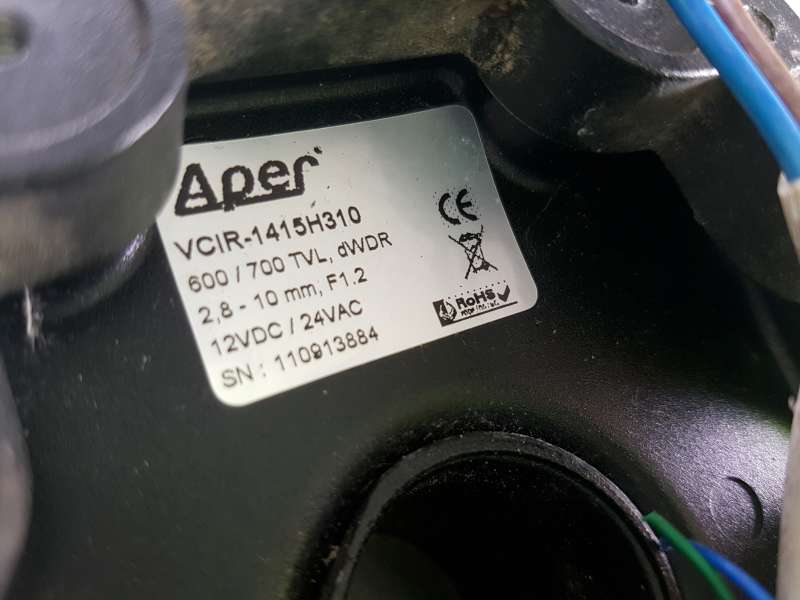 Aper
VCIR-1415H310
600 / 700 TVL, dWDR
2,8 - 10 mm, F1.2
12VDC / 24VAC
SN : 110913884
CE
RoHS